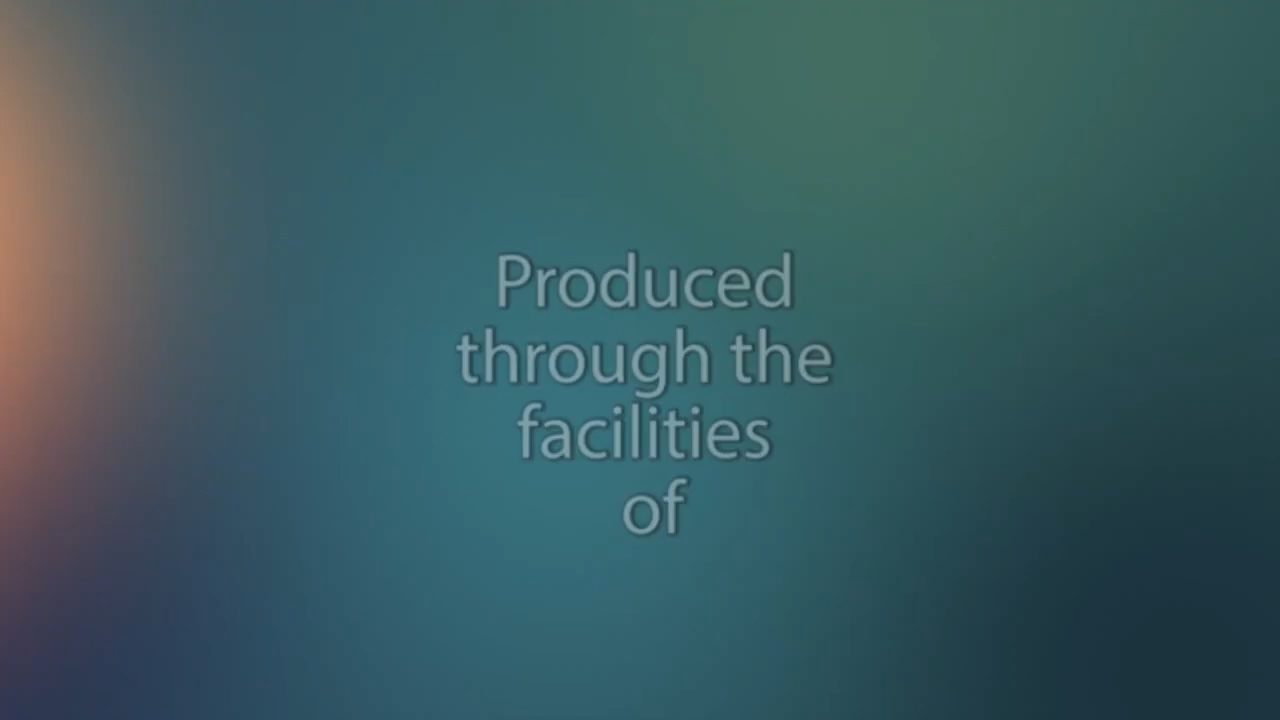 Produced
through the
facilities
of